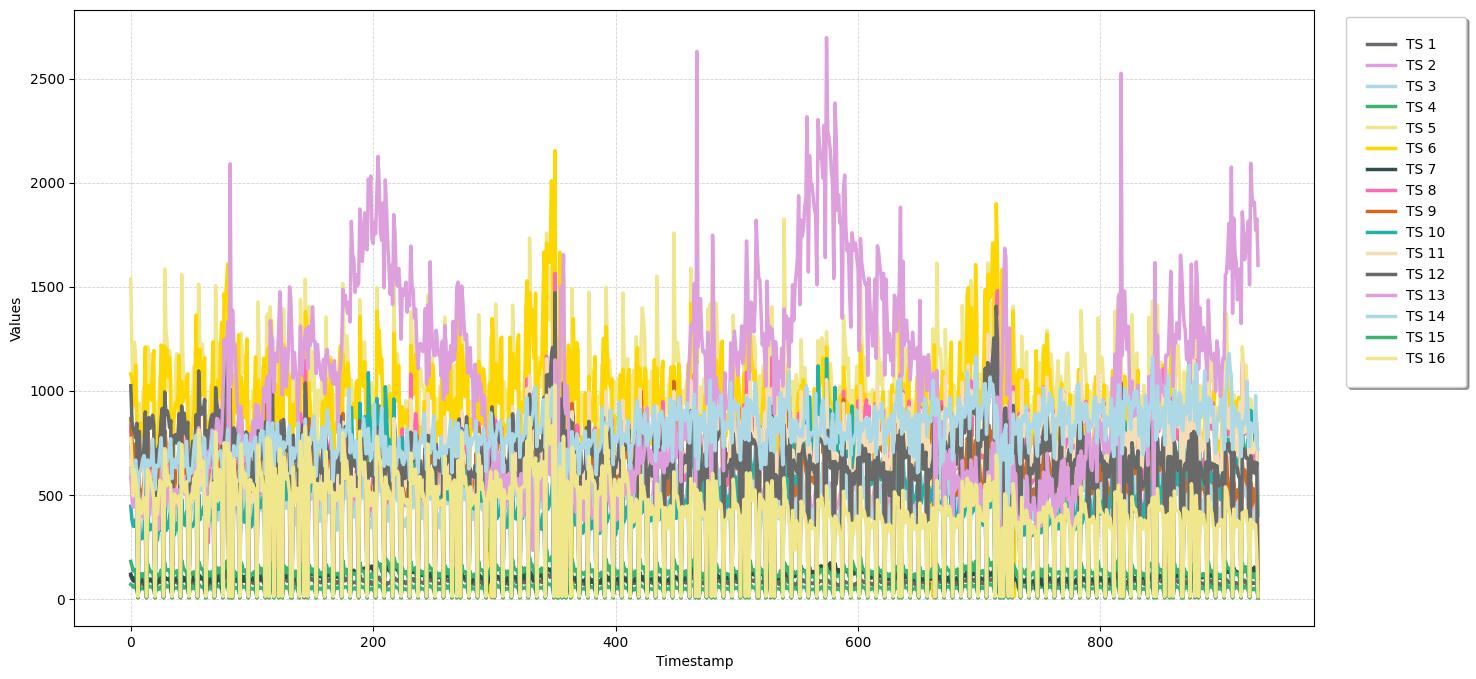 2500
2000
1500
1000
500
0
Values
0
200
400
600
800
Timestamp
TS 1
TS 2
TS 3
TS 4
TS 5
TS 6
TS 7
TS 8
TS 9
TS 10
TS 11
TS 12
TS 13
TS 14
TS 15
TS 16